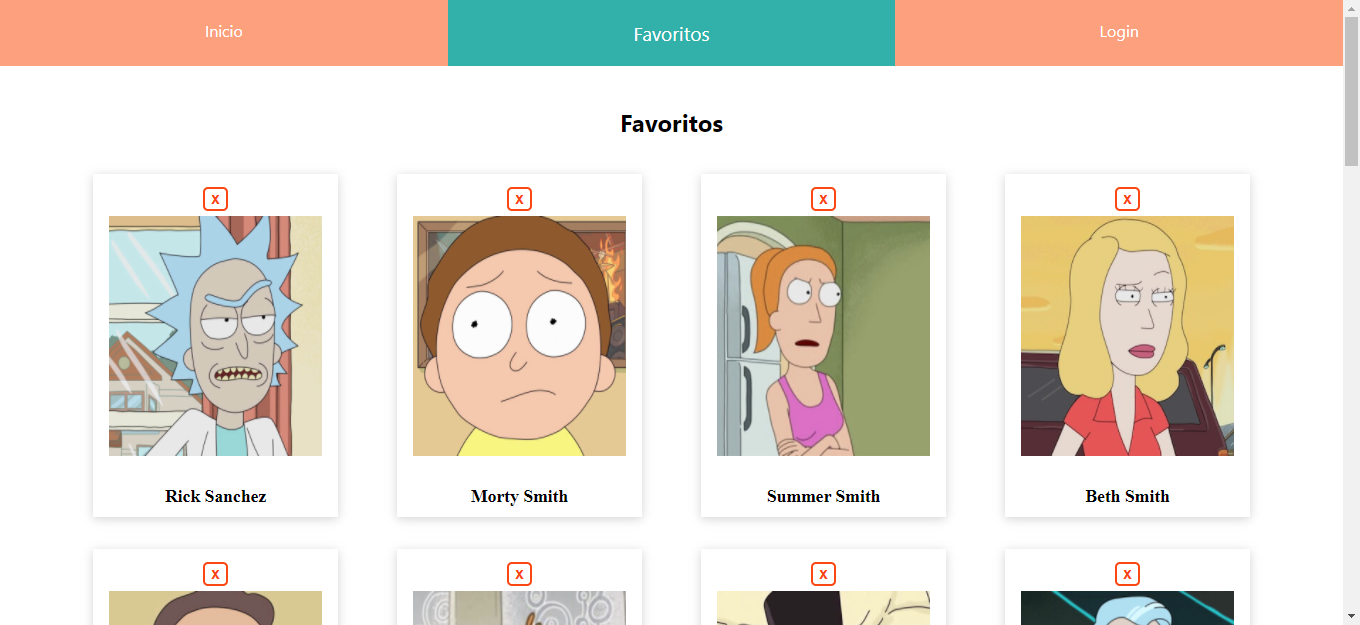 Inicio Favoritos Login
Favoritos
x x x x
Rick Sanchez Morty Smith Summer Smith Beth Smith
x x x x